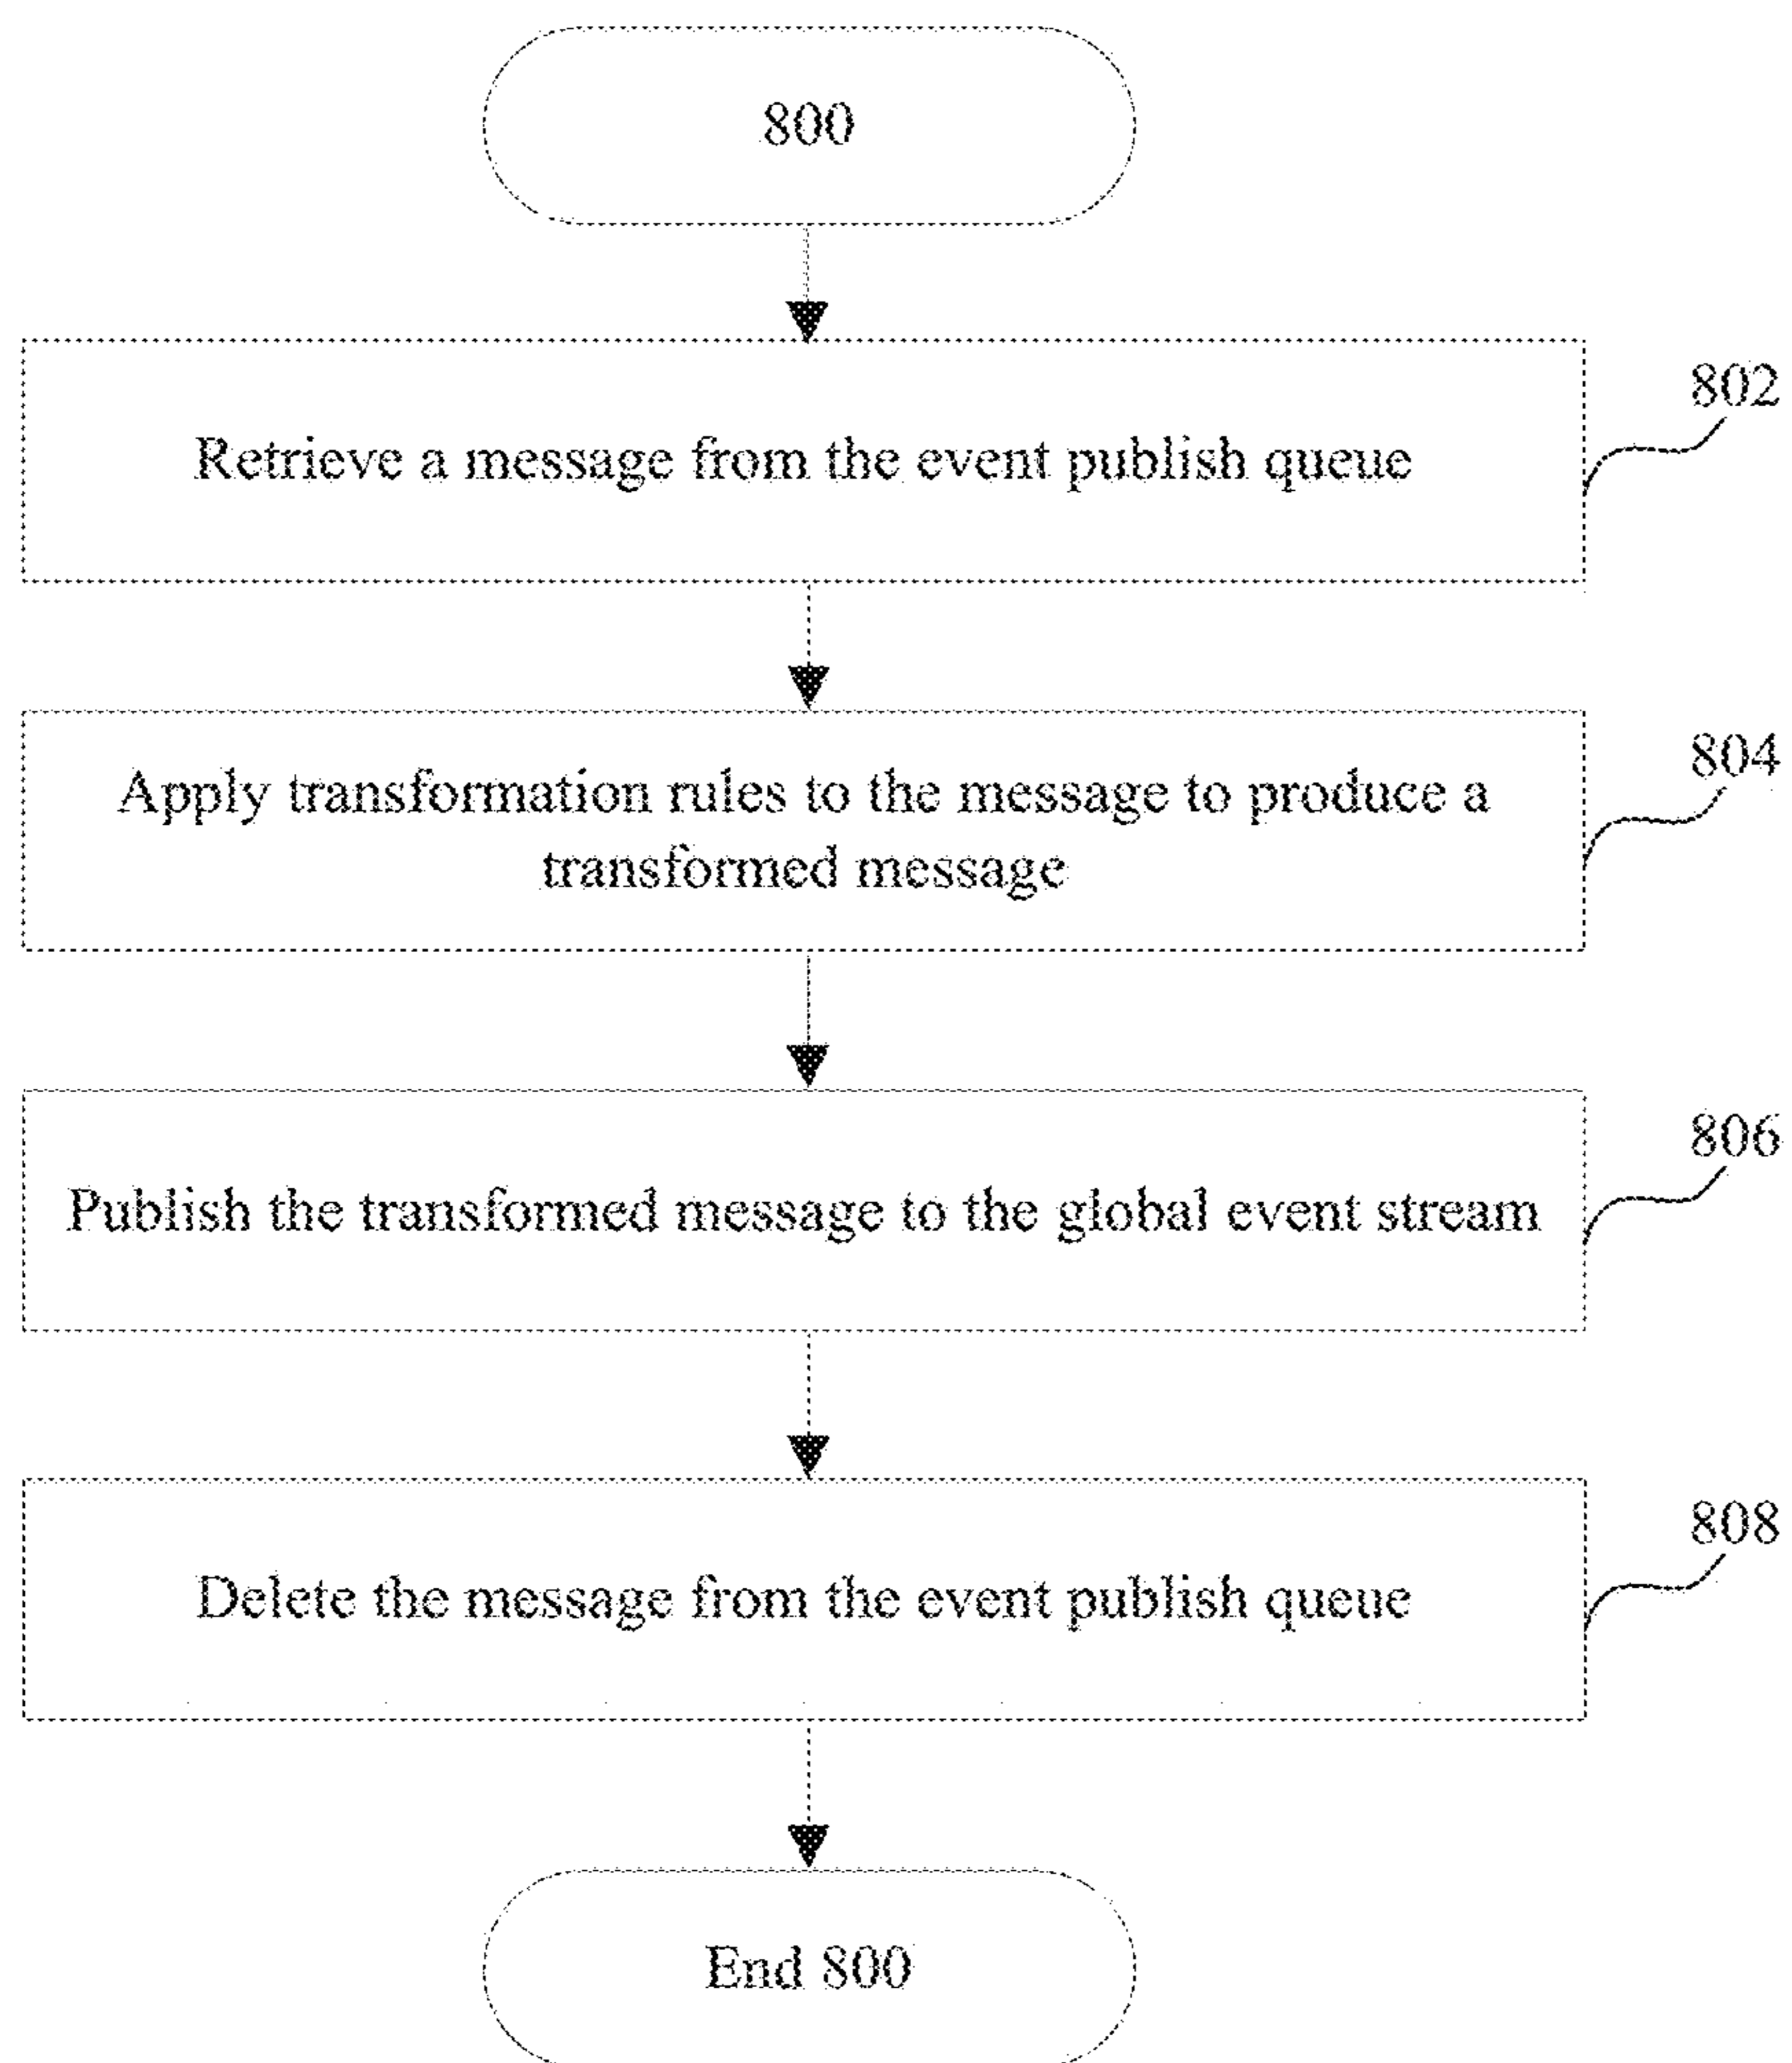 800
Retrieve a message from the event publish queue
802
Apply transformation rules to the message to produce a
transformed message
804
Publish the transformed message to the global event stream
806
Delete the message from the event publish queue
808
End 800